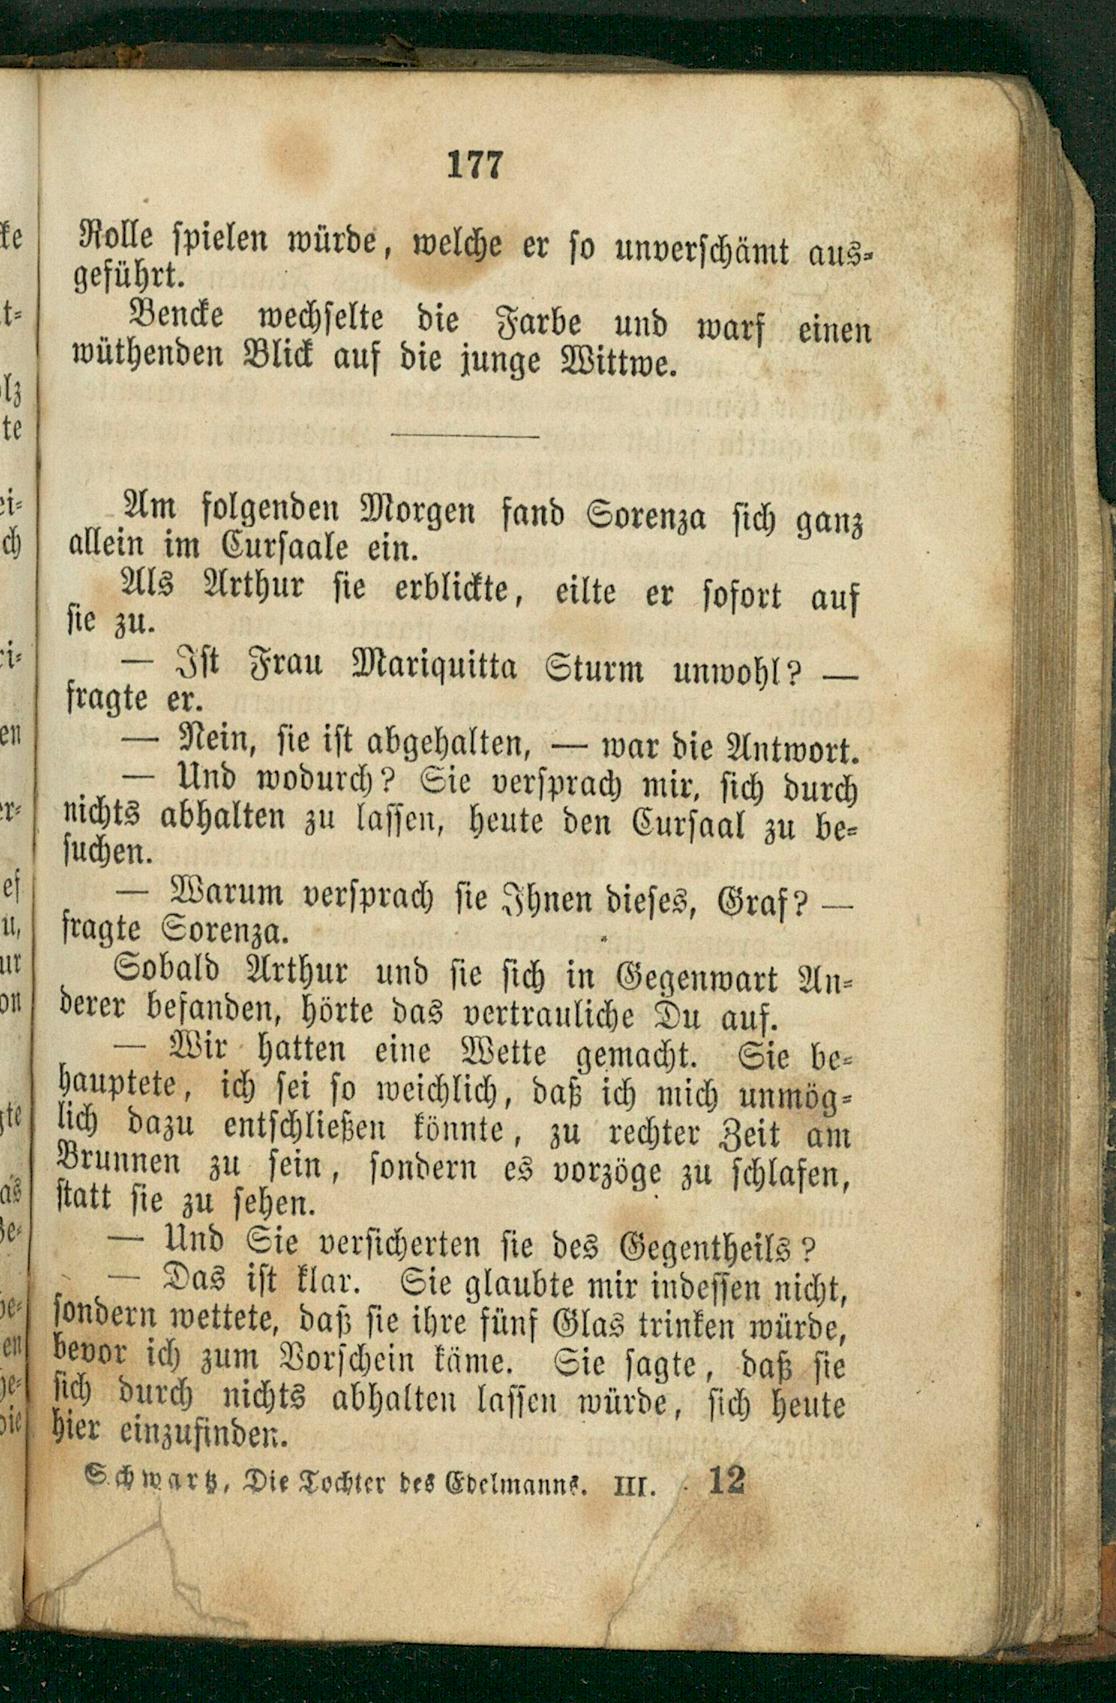 177
Rolle spielen würde, welche er so unverschämt aus-
geführt.
Bencke wechselte die Farbe und warf einen
wüthenden Blick auf die junge Wittwe.
Am folgenden Morgen fand Sorenza sich ganz
allein im Cursaale ein.
Als Arthur sie erblickte, eilte er sofort auf
sie zu.
— Ist Frau Mariquitta Sturm unwohl? —
fragte er.
— Nein, sie ist abgehalten, — war die Antwort.
— Und wodurch? Sie versprach mir, sich durch
nichts abhalten zu lassen, heute den Cursaal zu be-
suchen.
— Warum versprach sie Ihnen dieses, Graf? —
fragte Sorenza.
Sobald Arthur und sie sich in Gegenwart An-
derer befanden, hörte das vertrauliche Du auf.
— Wir hatten eine Wette gemacht. Sie be-
hauptete, ich sei so weichlich, daß ich mich unmög-
lich dazu entschließen könnte, zu rechter Zeit am
Brunnen zu sein, sondern es vorzöge zu schlafen,
statt sie zu sehen.
— Und Sie versicherten sie des Gegentheils?
— Das ist klar. Sie glaubte mir indessen nicht,
sondern wettete, daß sie ihre fünf Glas trinken würde,
bevor ich zum Vorschein käme. Sie sagte, daß sie
sich durch nichts abhalten lassen würde, sich heute
hier einzufinden.
Schwartz, Die Tochter des Edelmanns. III. 12